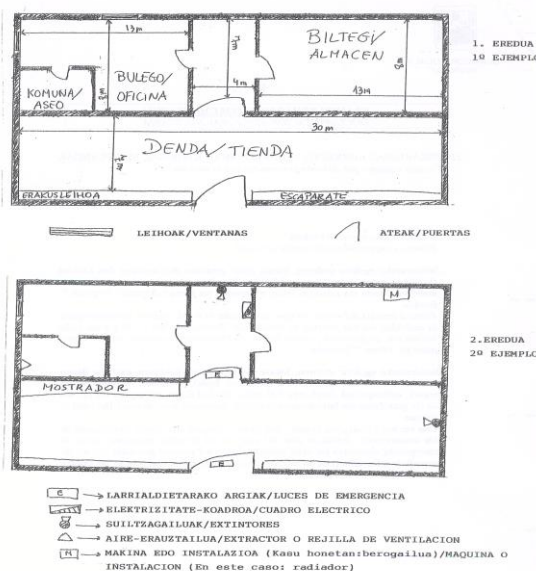 13m
BILTEGI/
ALMACEN
BULEGO/
OFICINA
KOMUNA/
ASEO
8m
4m
13m
8m
30m
DENDA/TIENDA
ERAKUSLEIHOA
ESCAPARATE
1. EREDUA
1º EJEMPLO
LEIHOAK/VENTANAS
ATEAK/PUERTAS
M
E
MOSTRADOR
E
2.EREDUA
2º EJEMPLO
E LARRIALDIETARAKO ARGIAK/LUCES DE EMERGENCIA
ELEKTRIZITATE-KOADROA/CUADRO ELECTRICO
SUILTZAGAILUAK/EXTINTORES
AIRE-ERAUZTAILUA/EXTRACTOR O REJILLA DE VENTILACION
M MAKINA EDO INSTALAZIOA (Kasu honetan:berogailua)/MAQUINA O
INSTALACION (En este caso: radiador)